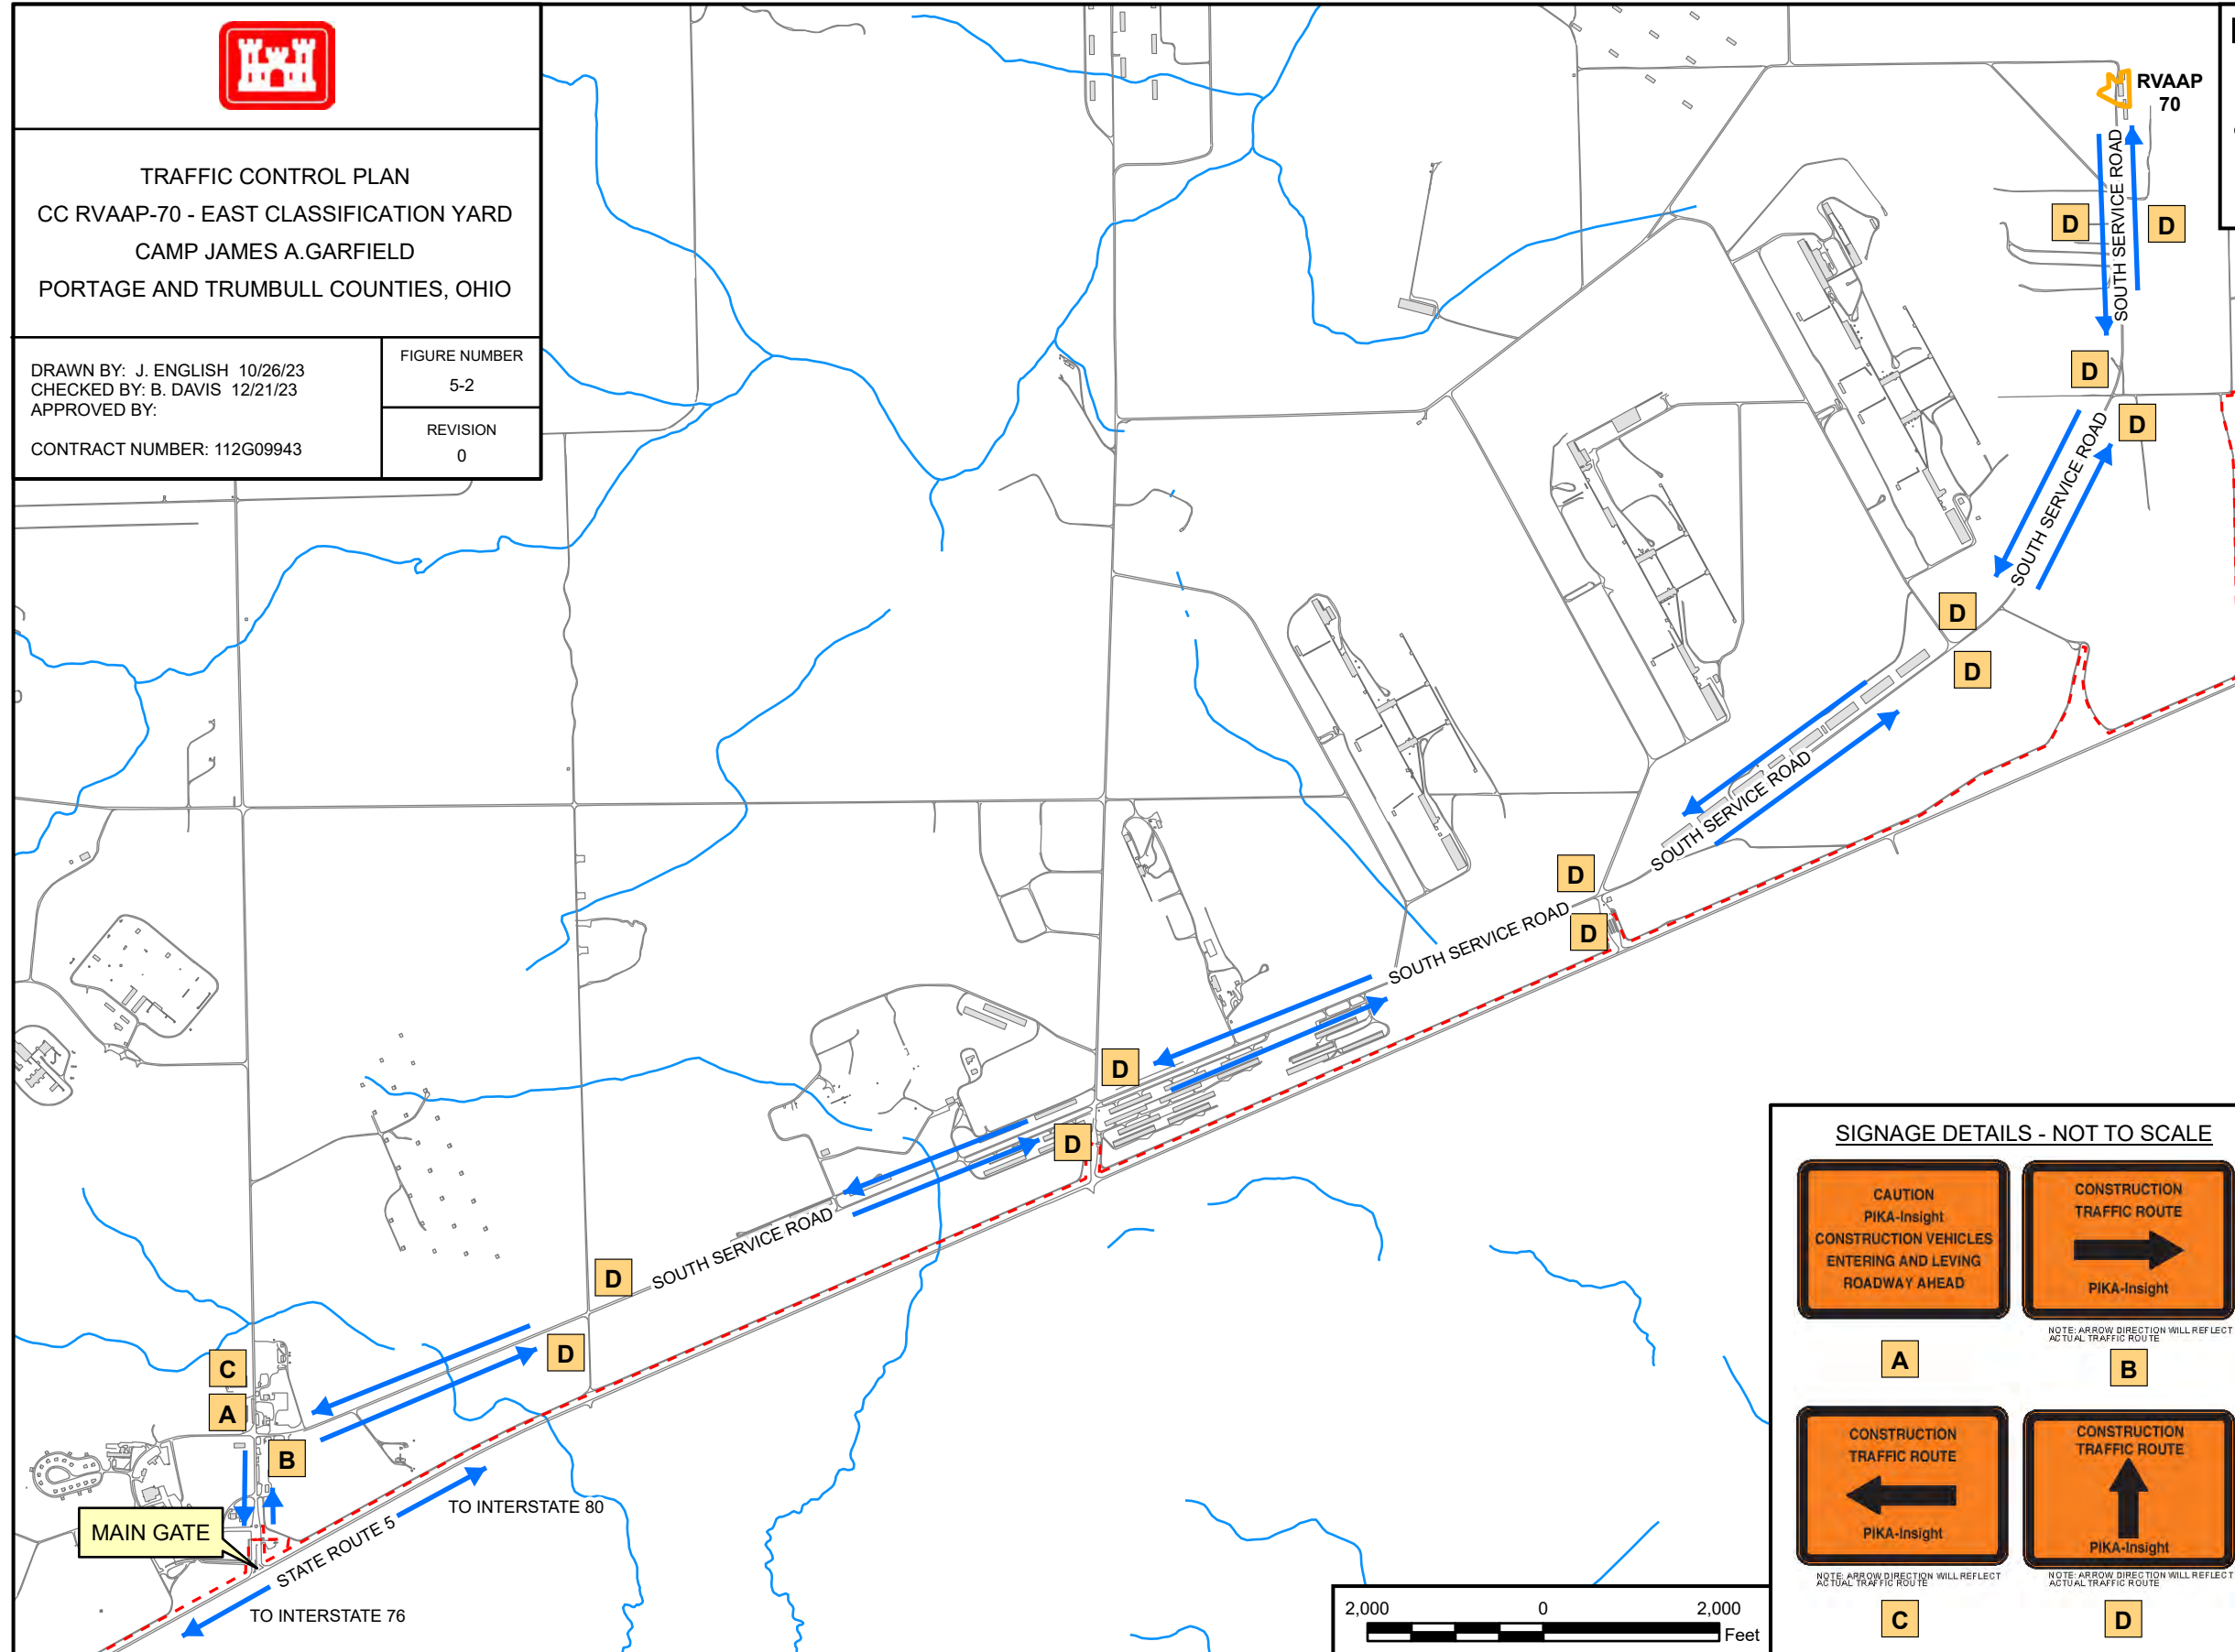 TRAFFIC CONTROL PLAN
CC RVAAP-70 - EAST CLASSIFICATION YARD
CAMP JAMES A.GARFIELD
PORTAGE AND TRUMBULL COUNTIES, OHIO
DRAWN BY: J. ENGLISH 10/26/23
CHECKED BY: B. DAVIS 12/21/23
APPROVED BY:
CONTRACT NUMBER: 112G09943
FIGURE NUMBER
5-2
REVISION
0
RVAAP
70
SOUTH SERVICE ROAD
D
D
D
D
SOUTH SERVICE ROAD
D
D
SOUTH SERVICE ROAD
D
D
SOUTH SERVICE ROAD
D
D
SOUTH SERVICE ROAD
D
D
C
A
B
MAIN GATE
STATE ROUTE 5
TO INTERSTATE 80
TO INTERSTATE 76
2,000
0
2,000
Feet
SIGNAGE DETAILS - NOT TO SCALE
CAUTION
PIKA-Insight
CONSTRUCTION VEHICLES
ENTERING AND LEVING
ROADWAY AHEAD
A
CONSTRUCTION
TRAFFIC ROUTE
PIKA-Insight
NOTE: ARROW DIRECTION WILL REFLECT
ACTUAL TRAFFIC ROUTE
B
CONSTRUCTION
TRAFFIC ROUTE
PIKA-Insight
NOTE: ARROW DIRECTION WILL REFLECT
ACTUAL TRAFFIC ROUTE
C
CONSTRUCTION
TRAFFIC ROUTE
PIKA-Insight
NOTE: ARROW DIRECTION WILL REFLECT
ACTUAL TRAFFIC ROUTE
D